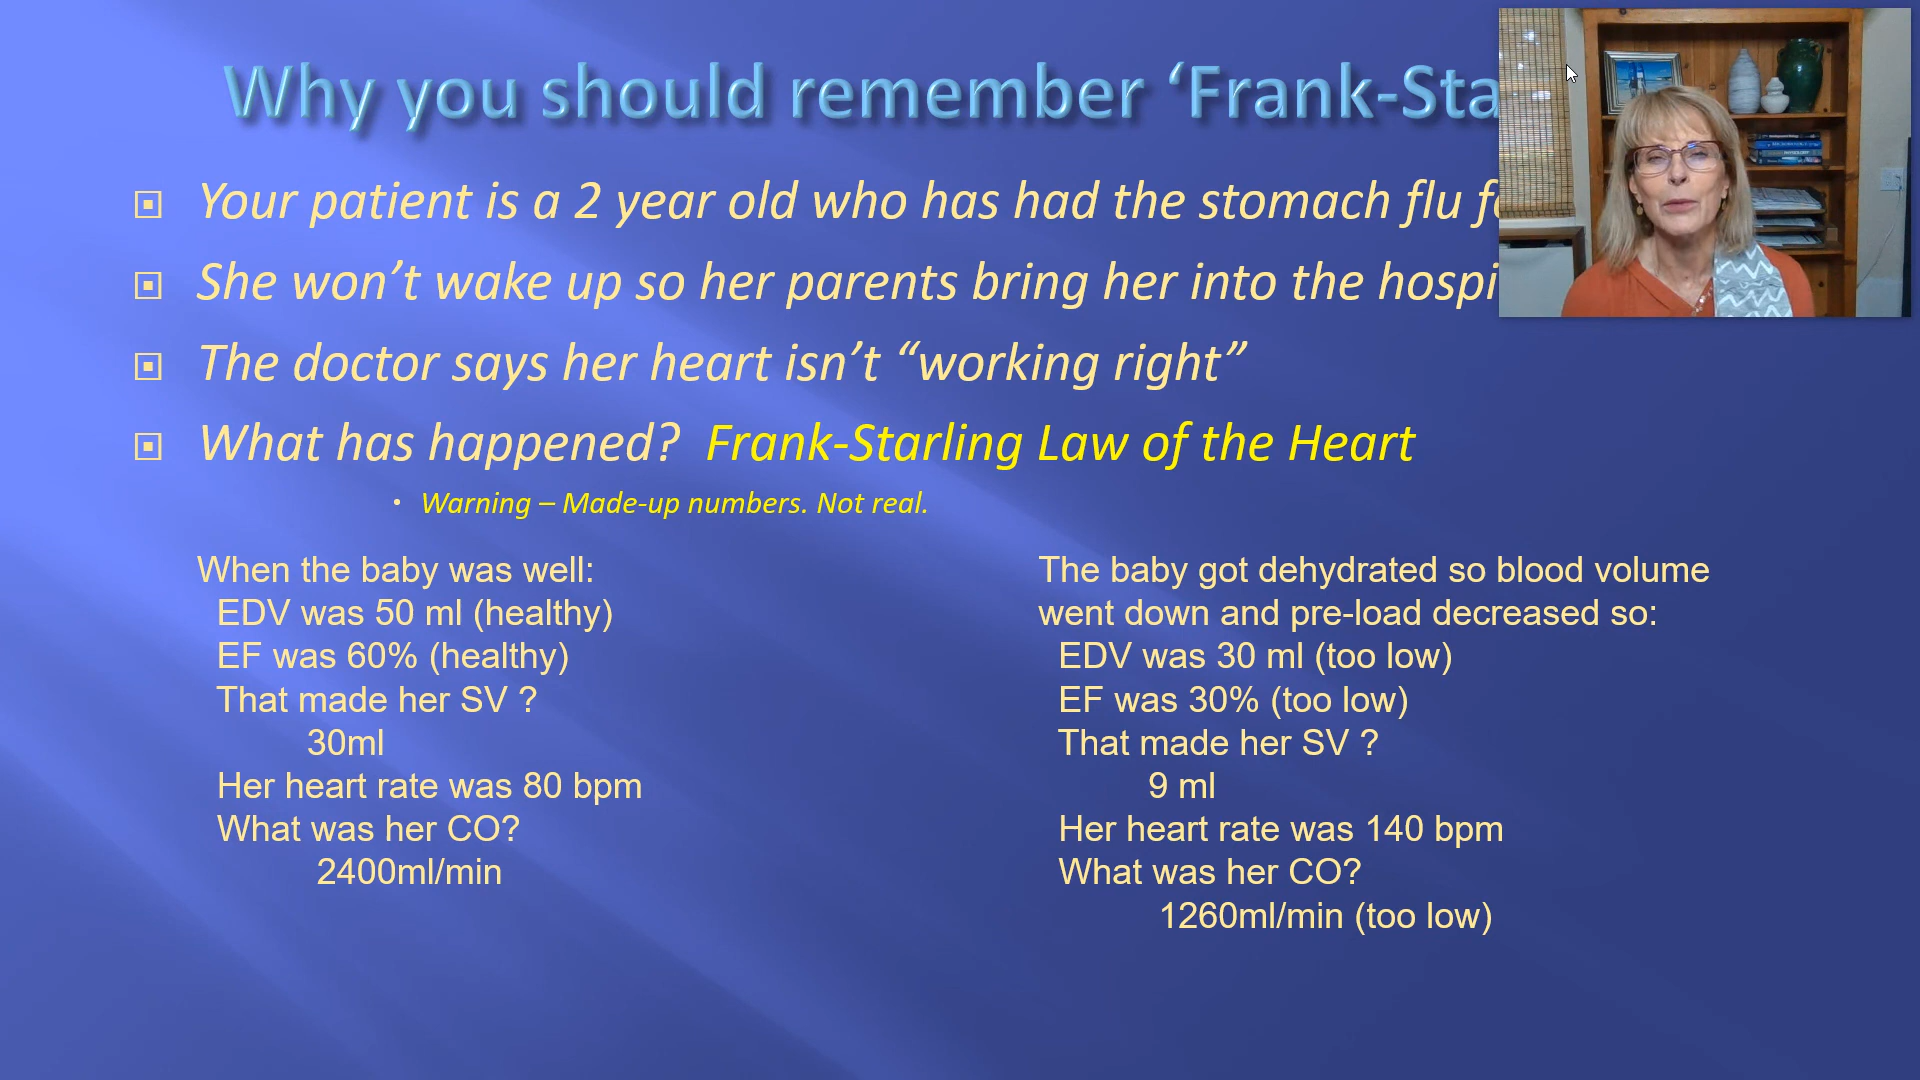 Why you should remember ‘Frank-Sta
Your patient is a 2 year old who has had the stomach flu
She won’t wake up so her parents bring her into the
The doctor says her heart isn’t “working right”
What has happened? Frank-Starling Law of the Heart
• Warning – Made-up numbers. Not real.
When the baby was well:
EDV was 50 ml (healthy)
EF was 60% (healthy)
That made her SV ?
30ml
Her heart rate was 80 bpm
What was her CO?
2400ml/min
The baby got dehydrated so blood volume
went down and pre-load decreased so:
EDV was 30 ml (too low)
EF was 30% (too low)
That made her SV ?
9 ml
Her heart rate was 140 bpm
What was her CO?
1260ml/min (too low)